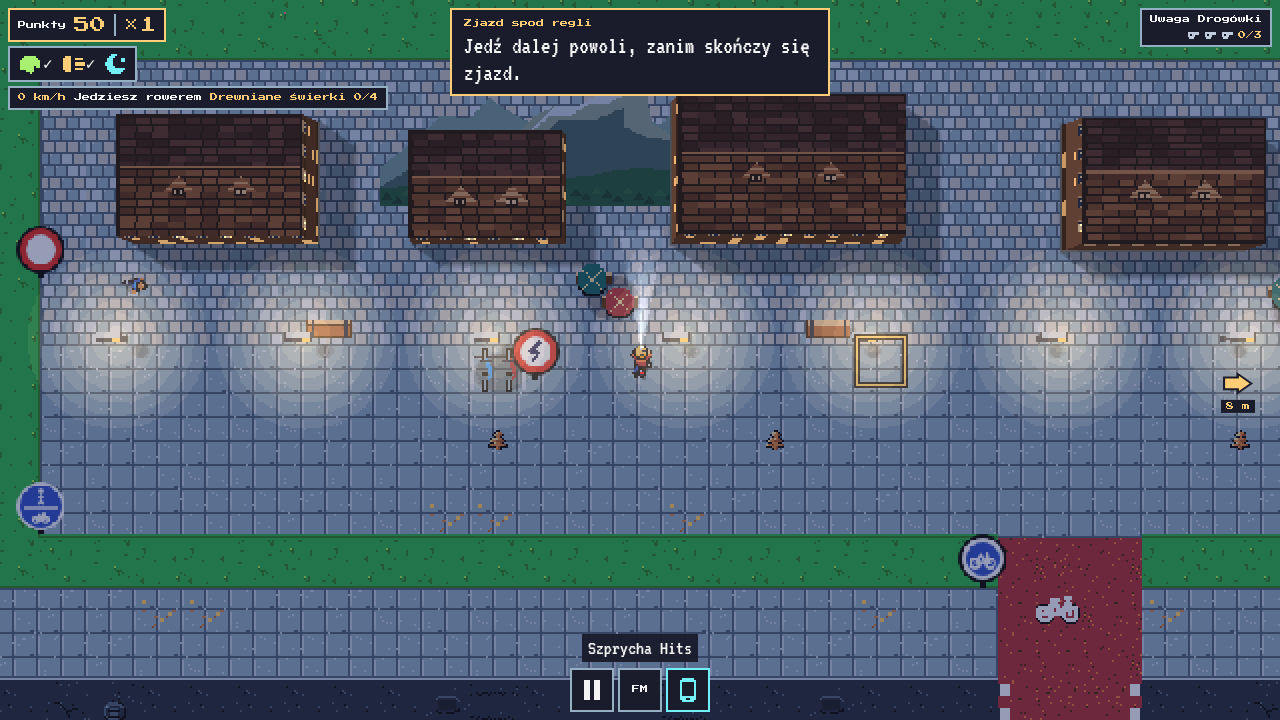 Punkty 50 ×1
Zjazd spod regli
Jedź dalej powoli, zanim skończy się
zjazd.
Uwaga Drogówki
0/3
0 km/h Jedziesz rowerem Drewniane świerki 0/4
8 m
Szprycha Hits
FM